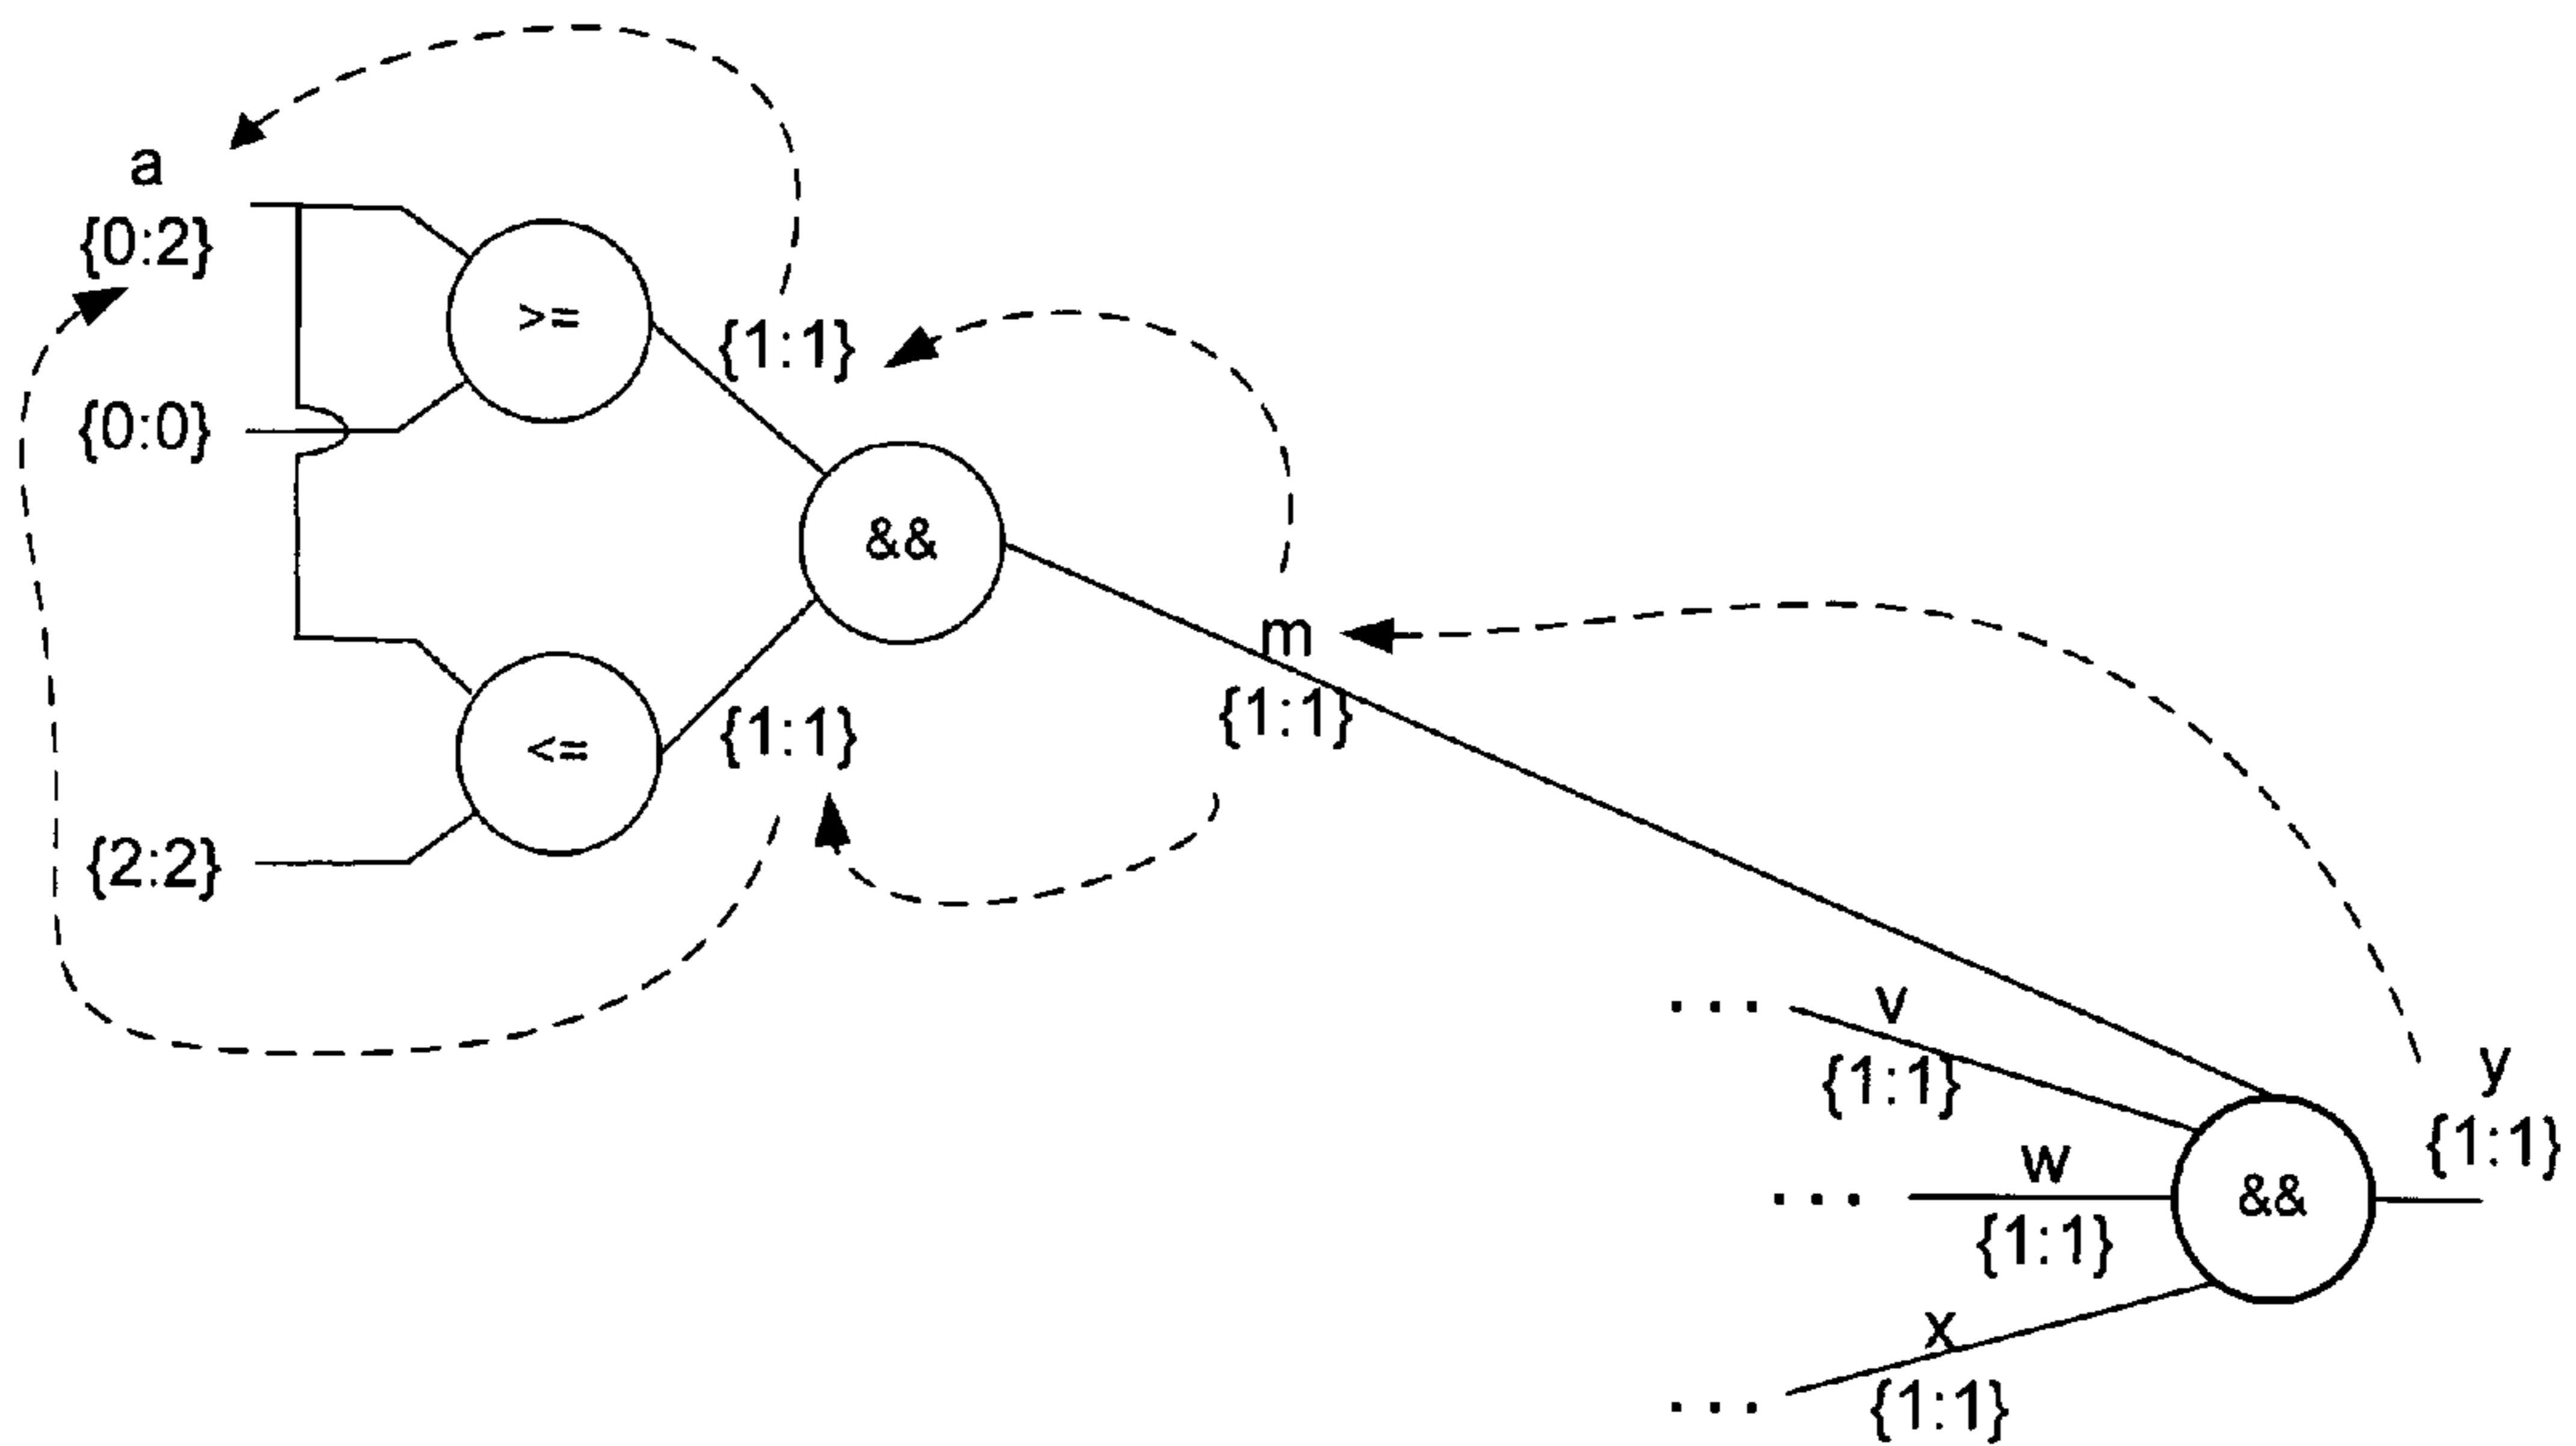 a
{0:2}
>=
{1:1}
{0:0}
&&
m
{1:1}
<=
{1:1}
{2:2}
... v
{1:1}
y
{1:1}
... w
{1:1}
&&
... x
{1:1}